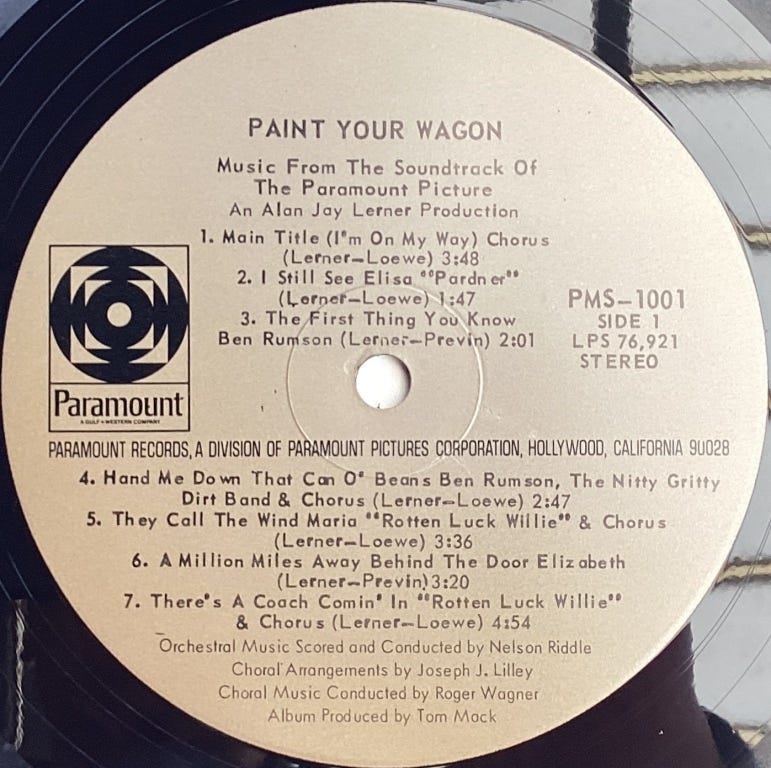 PAINT YOUR WAGON
Music From The Soundtrack Of
The Paramount Picture
An Alan Jay Lerner Production
1. Main Title (I'm On My Way) Chorus
(Lerner-Loewe) 3:48
2. I Still See Elisa "Pardner"
(Lerner-Loewe) 1:47
3. The First Thing You Know
Ben Rumson (Lerner-Previn) 2:01
PMS-1001
SIDE 1
LPS 76,921
STEREO
Paramount
A GULF + WESTERN COMPANY
PARAMOUNT RECORDS, A DIVISION OF PARAMOUNT PICTURES CORPORATION, HOLLYWOOD, CALIFORNIA 90028
4. Hand Me Down That Can O' Beans Ben Rumson, The Nitty Gritty
Dirt Band & Chorus (Lerner-Loewe) 2:47
5. They Call The Wind Maria "Rotten Luck Willie" & Chorus
(Lerner-Loewe) 3:36
6. A Million Miles Away Behind The Door Elizabeth
(Lerner-Previn) 3:20
7. There's A Coach Comin' In "Rotten Luck Willie"
& Chorus (Lerner-Loewe) 4:54
Orchestral Music Scored and Conducted by Nelson Riddle
Choral Arrangements by Joseph J. Lilley
Choral Music Conducted by Roger Wagner
Album Produced by Tom Mack